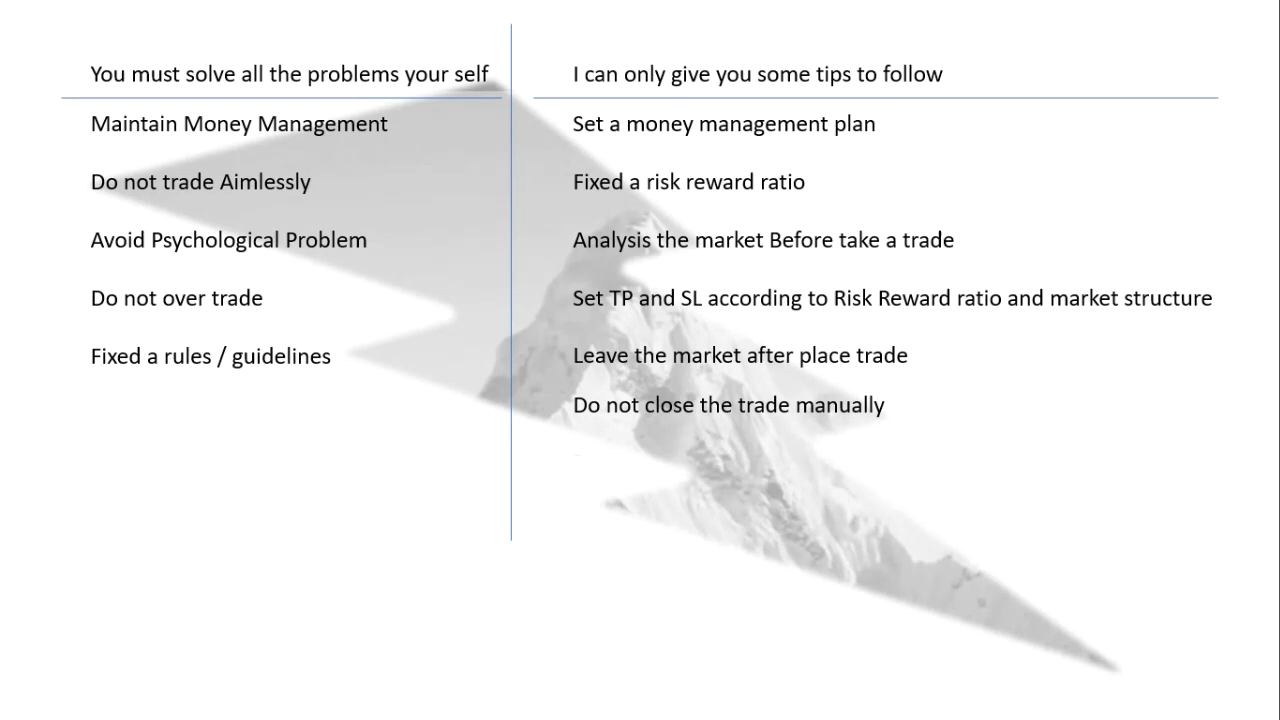 You must solve all the problems your self
Maintain Money Management
Do not trade Aimlessly
Avoid Psychological Problem
Do not over trade
Fixed a rules / guidelines
I can only give you some tips to follow
Set a money management plan
Fixed a risk reward ratio
Analysis the market Before take a trade
Set TP and SL according to Risk Reward ratio and market structure
Leave the market after place trade
Do not close the trade manually